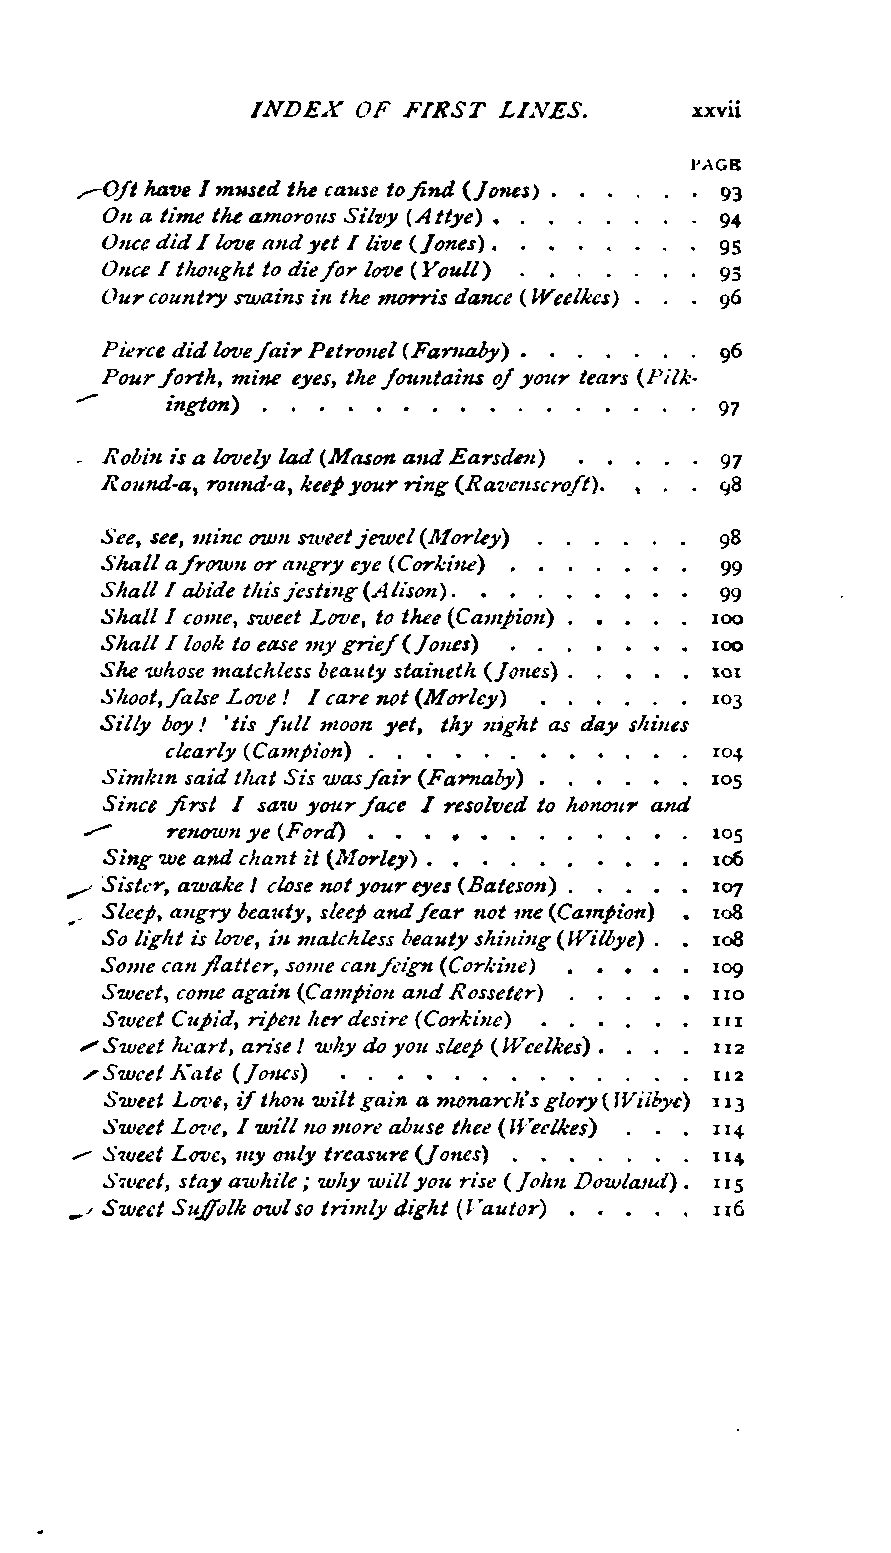 INDEX OF FIRST LINES. xxvii
PAGE
Oft have I mused the cause to find (Jones) . . . . . . 93
On a time the amorous Silvy (Attye) . . . . . . . . 94
Once did I love and yet I live (Jones) . . . . . . . . 95
Once I thought to die for love (Youll) . . . . . . . 95
Our country swains in the morris dance (Weelkes) . . . 96
Pierce did love fair Petronel (Farnaby) . . . . . . . 96
Pour forth, mine eyes, the fountains of your tears (Pilk-
ington) . . . . . . . . . . . . . . . . 97
Robin is a lovely lad (Mason and Earsden) . . . . . 97
Round-a, round-a, keep your ring (Ravenscroft). . . . 98
See, see, mine own sweet jewel (Morley) . . . . . . 98
Shall a frown or angry eye (Corkine) . . . . . . . 99
Shall I abide this jesting (Alison) . . . . . . . . . 99
Shall I come, sweet Love, to thee (Campion) . . . . . 100
Shall I look to ease my grief (Jones) . . . . . . . 100
She whose matchless beauty staineth (Jones) . . . . . 101
Shoot, false Love! I care not (Morley) . . . . . . 103
Silly boy! 'tis full moon yet, thy night as day shines
clearly (Campion) . . . . . . . . . . . . 104
Simkin said that Sis was fair (Farnaby) . . . . . . 105
Since first I saw your face I resolved to honour and
renown ye (Ford) . . . . . . . . . . . . 105
Sing we and chant it (Morley) . . . . . . . . . . 106
Sister, awake! close not your eyes (Bateson) . . . . . 107
Sleep, angry beauty, sleep and fear not me (Campion) . 108
So light is love, in matchless beauty shining (Wilbye) . . 108
Some can flatter, some can feign (Corkine) . . . . . 109
Sweet, come again (Campion and Rosseter) . . . . . 110
Sweet Cupid, ripen her desire (Corkine) . . . . . . 111
Sweet heart, arise! why do you sleep (Weelkes) . . . . 112
Sweet Kate (Jones) . . . . . . . . . . . . . 112
Sweet Love, if thou wilt gain a monarch's glory (Wilbye) 113
Sweet Love, I will no more abuse thee (Weelkes) . . . 114
Sweet Love, my only treasure (Jones) . . . . . . . 114
Sweet, stay awhile; why will you rise (John Dowland) . 115
Sweet Suffolk owl so trimly dight (Vautor) . . . . . 116